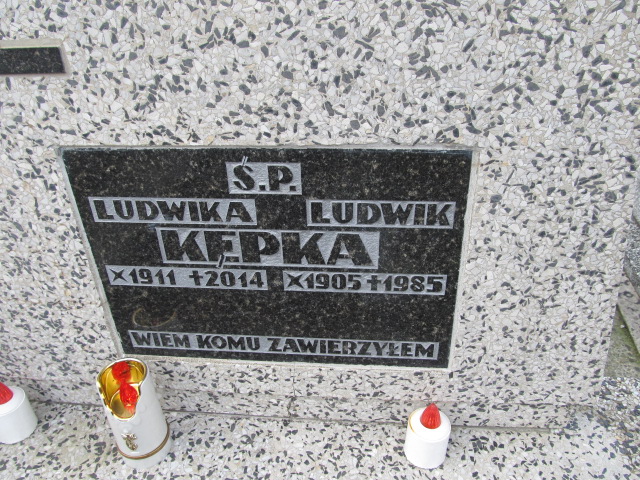 Ś.P.
LUDWIKA LUDWIK
KĘPKA
×1911 +2014 ×1905+1985
WIEM KOMU ZAWIERZYŁEM